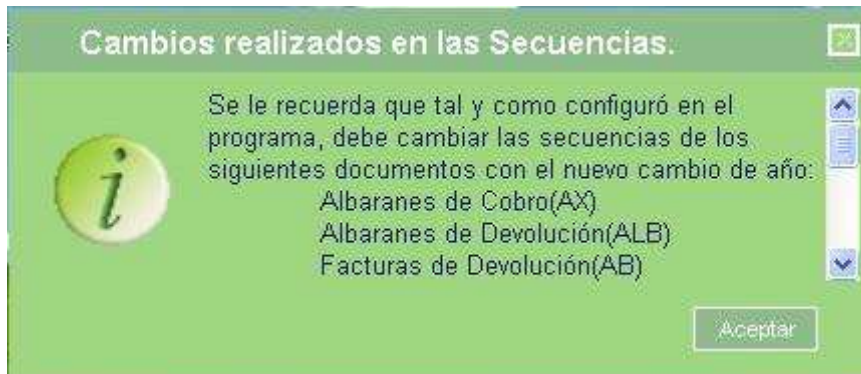 Cambios realizados en las Secuencias.
Se le recuerda que tal y como configuró en el
programa, debe cambiar las secuencias de los
siguientes documentos con el nuevo cambio de año:
Albaranes de Cobro(AX)
Albaranes de Devolución(ALB)
Facturas de Devolución(AB)
Aceptar